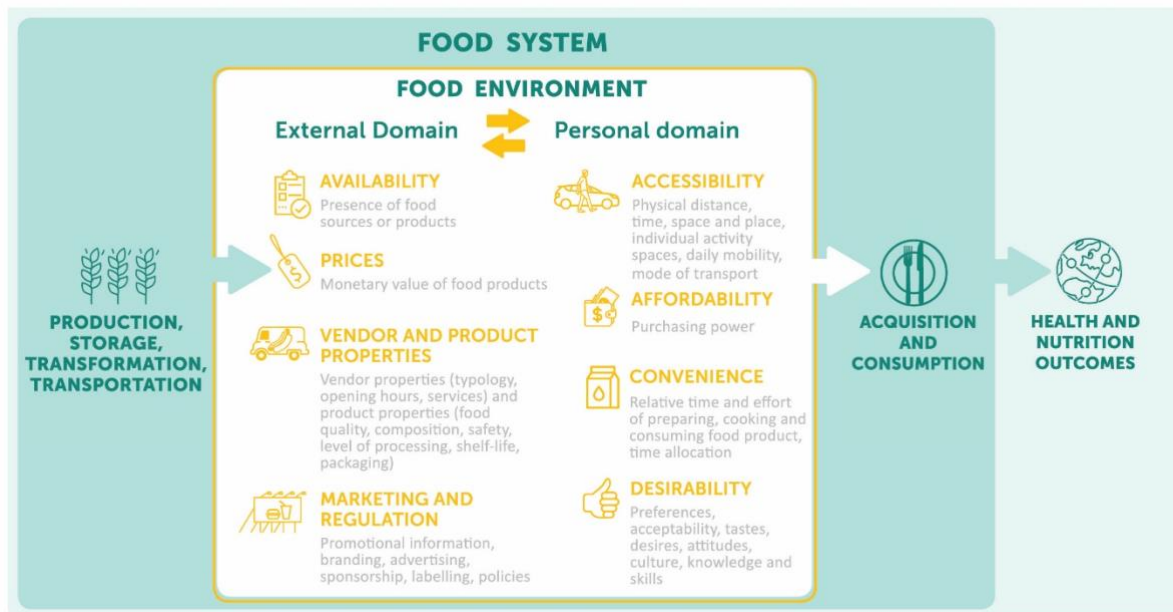 FOOD SYSTEM
FOOD ENVIRONMENT
External Domain
Personal domain
PRODUCTION,
STORAGE,
TRANSFORMATION,
TRANSPORTATION
AVAILABILITY
Presence of food
sources or products
PRICES
Monetary value of food products
VENDOR AND PRODUCT
PROPERTIES
Vendor properties (typology,
opening hours, services) and
product properties (food
quality, composition, safety,
level of processing, shelf-life,
packaging)
MARKETING AND
REGULATION
Promotional information,
branding, advertising,
sponsorship, labelling, policies
ACCESSIBILITY
Physical distance,
time, space and place,
individual activity
spaces, daily mobility,
mode of transport
AFFORDABILITY
Purchasing power
CONVENIENCE
Relative time and effort
of preparing, cooking and
consuming food product,
time allocation
DESIRABILITY
Preferences,
acceptability, tastes,
desires, attitudes,
culture, knowledge and
skills
ACQUISITION
AND
CONSUMPTION
HEALTH AND
NUTRITION
OUTCOMES